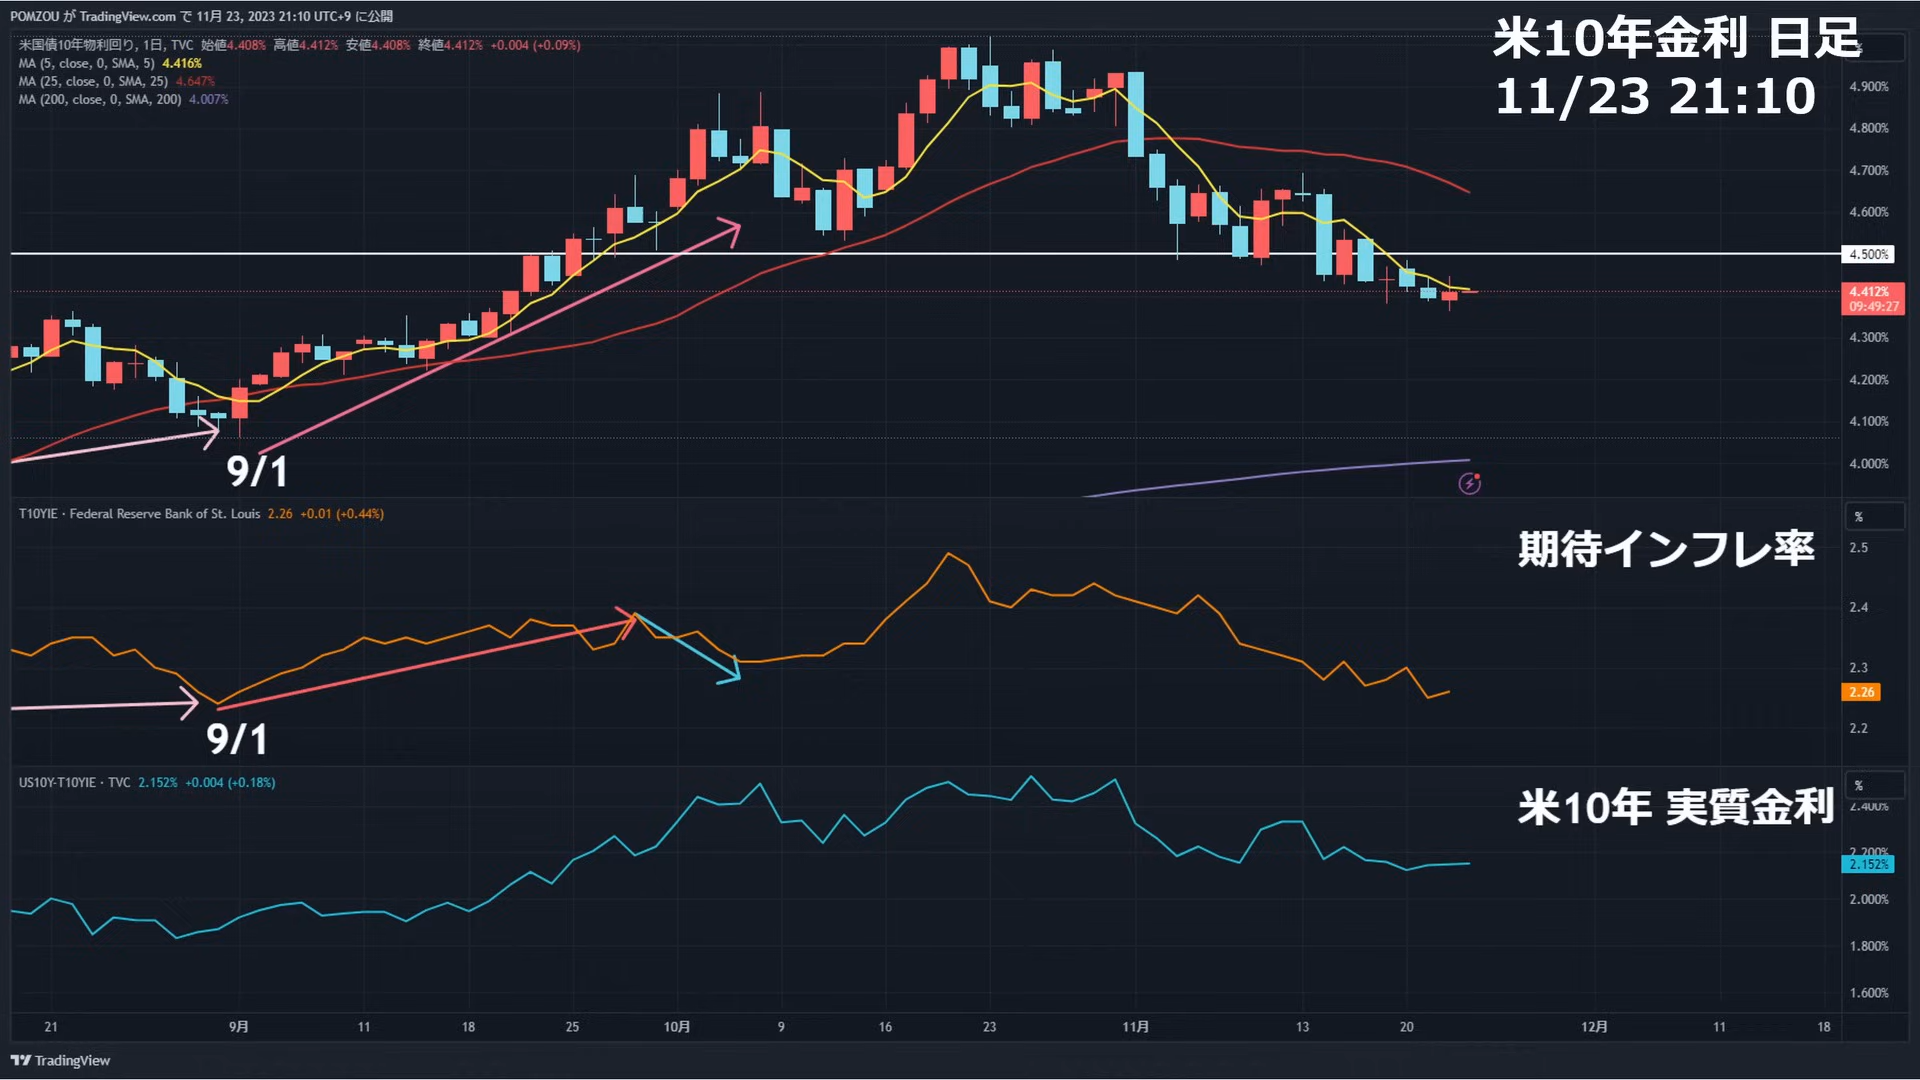 POMZOU が TradingView.com で 11月 23, 2023 21:10 UTC+9 に公開
米10年金利 日足
11/23 21:10
米国債10年物利回り, 1日, TVC 始値4.408% 高値4.412% 安値4.408% 終値4.412% +0.004 (+0.09%)
MA (5, close, 0, SMA, 5) 4.416%
MA (25, close, 0, SMA, 25) 4.647%
MA (200, close, 0, SMA, 200) 4.007%
4.900%
4.800%
4.700%
4.600%
4.500%
4.412%
09:49:27
4.300%
4.200%
4.100%
4.000%
9/1
T10YIE · Federal Reserve Bank of St. Louis 2.26 +0.01 (+0.44%)
%
期待インフレ率
2.5
2.4
2.3
2.26
2.2
9/1
US10Y-T10YIE · TVC 2.152% +0.004 (+0.18%)
%
米10年 実質金利
2.400%
2.200%
2.152%
2.000%
1.800%
1.600%
21 9月 11 18 25 10月 9 16 23 11月 13 20 12月 11 18
TradingView